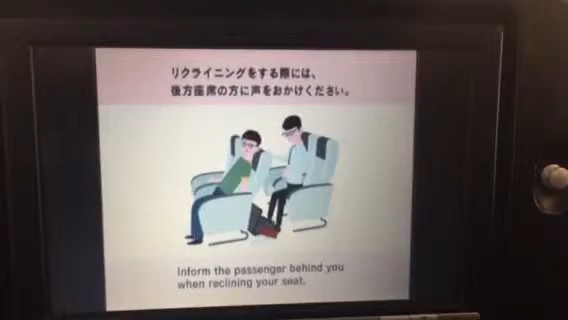 リクライニングをする際には、
後方座席の方に声をおかけください。
Inform the passenger behind you
when reclining your seat.